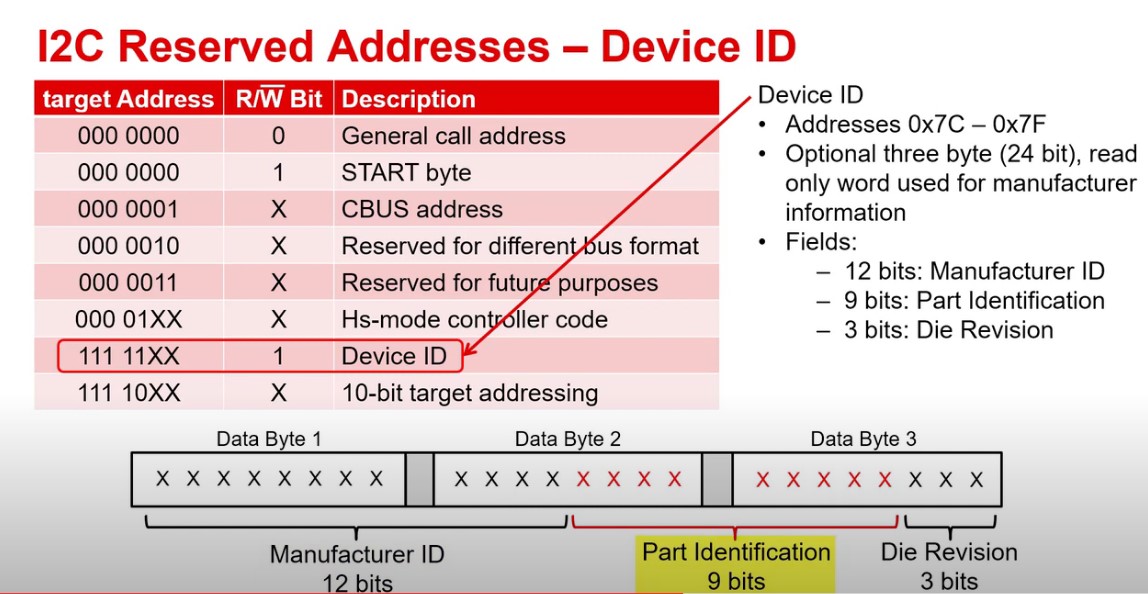 I2C Reserved Addresses – Device ID
target Address R/W̅ Bit Description
000 0000 0 General call address
000 0000 1 START byte
000 0001 X CBUS address
000 0010 X Reserved for different bus format
000 0011 X Reserved for future purposes
000 01XX X Hs-mode controller code
111 11XX 1 Device ID
111 10XX X 10-bit target addressing
Device ID
• Addresses 0x7C – 0x7F
• Optional three byte (24 bit), read
only word used for manufacturer
information
• Fields:
– 12 bits: Manufacturer ID
– 9 bits: Part Identification
– 3 bits: Die Revision
Data Byte 1 Data Byte 2 Data Byte 3
X X X X X X X X X X X X X X X X X X X X X X X X
Manufacturer ID Part Identification Die Revision
12 bits 9 bits 3 bits